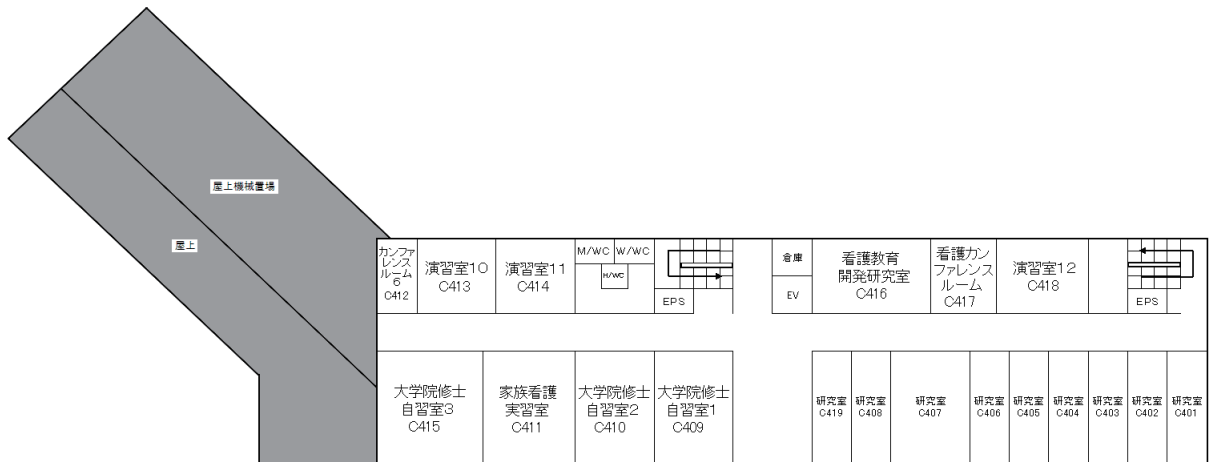 屋上機械置場
屋上
カンファ
レンス
ルーム
6
C412
演習室10
C413
演習室11
C414
M/WC
W/WC
H/WC
EPS
倉庫
EV
看護教育
開発研究室
C416
看護カン
ファレンス
ルーム
C417
演習室12
C418
EPS
大学院修士
自習室3
C415
家族看護
実習室
C411
大学院修士
自習室2
C410
大学院修士
自習室1
C409
研究室
C419
研究室
C408
研究室
C407
研究室
C406
研究室
C405
研究室
C404
研究室
C403
研究室
C402
研究室
C401